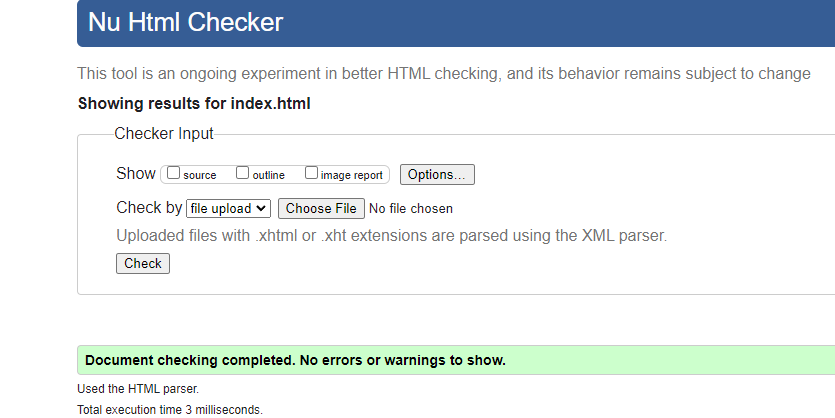 Nu Html Checker
This tool is an ongoing experiment in better HTML checking, and its behavior remains subject to change
Showing results for index.html
Checker Input
Show source outline image report Options...
Check by file upload Choose File No file chosen
Uploaded files with .xhtml or .xht extensions are parsed using the XML parser.
Check
Document checking completed. No errors or warnings to show.
Used the HTML parser.
Total execution time 3 milliseconds.